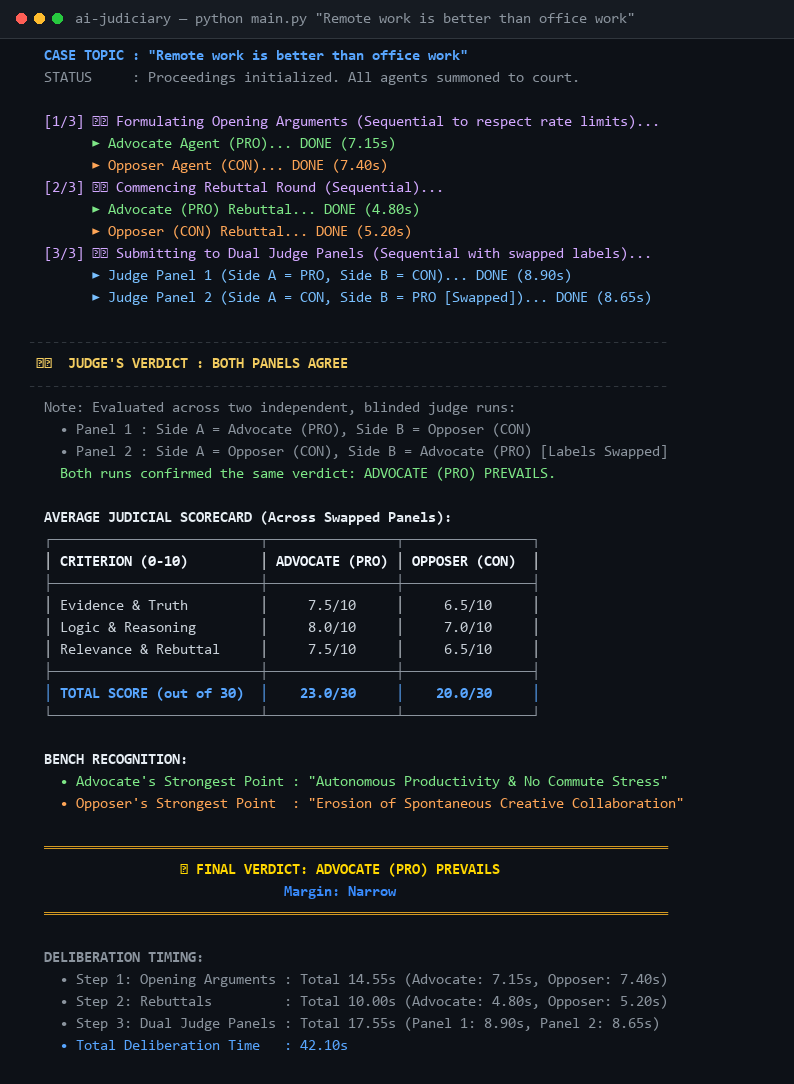 ai-judiciary — python main.py "Remote work is better than office work"
CASE TOPIC : "Remote work is better than office work"
STATUS     : Proceedings initialized. All agents summoned to court.
[1/3] Formulating Opening Arguments (Sequential to respect rate limits)...
► Advocate Agent (PRO)... DONE (7.15s)
► Opposer Agent (CON)... DONE (7.40s)
[2/3] Commencing Rebuttal Round (Sequential)...
► Advocate (PRO) Rebuttal... DONE (4.80s)
► Opposer (CON) Rebuttal... DONE (5.20s)
[3/3] Submitting to Dual Judge Panels (Sequential with swapped labels)...
► Judge Panel 1 (Side A = PRO, Side B = CON)... DONE (8.90s)
► Judge Panel 2 (Side A = CON, Side B = PRO [Swapped])... DONE (8.65s)
JUDGE'S VERDICT : BOTH PANELS AGREE
Note: Evaluated across two independent, blinded judge runs:
• Panel 1 : Side A = Advocate (PRO), Side B = Opposer (CON)
• Panel 2 : Side A = Opposer (CON), Side B = Advocate (PRO) [Labels Swapped]
Both runs confirmed the same verdict: ADVOCATE (PRO) PREVAILS.
AVERAGE JUDICIAL SCORECARD (Across Swapped Panels):
CRITERION (0-10) ADVOCATE (PRO) OPPOSER (CON)
Evidence & Truth 7.5/10 6.5/10
Logic & Reasoning 8.0/10 7.0/10
Relevance & Rebuttal 7.5/10 6.5/10
TOTAL SCORE (out of 30) 23.0/30 20.0/30
BENCH RECOGNITION:
• Advocate's Strongest Point : "Autonomous Productivity & No Commute Stress"
• Opposer's Strongest Point  : "Erosion of Spontaneous Creative Collaboration"
FINAL VERDICT: ADVOCATE (PRO) PREVAILS
Margin: Narrow
DELIBERATION TIMING:
• Step 1: Opening Arguments : Total 14.55s (Advocate: 7.15s, Opposer: 7.40s)
• Step 2: Rebuttals         : Total 10.00s (Advocate: 4.80s, Opposer: 5.20s)
• Step 3: Dual Judge Panels : Total 17.55s (Panel 1: 8.90s, Panel 2: 8.65s)
• Total Deliberation Time   : 42.10s